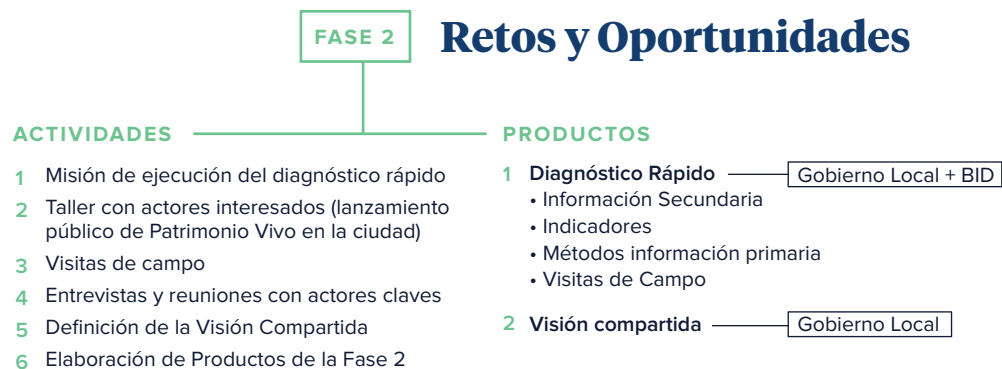 FASE 2
Retos y Oportunidades
ACTIVIDADES
1 Misión de ejecución del diagnóstico rápido
2 Taller con actores interesados (lanzamiento
público de Patrimonio Vivo en la ciudad)
3 Visitas de campo
4 Entrevistas y reuniones con actores claves
5 Definición de la Visión Compartida
6 Elaboración de Productos de la Fase 2
PRODUCTOS
1 Diagnóstico Rápido Gobierno Local + BID
• Información Secundaria
• Indicadores
• Métodos información primaria
• Visitas de Campo
2 Visión compartida Gobierno Local